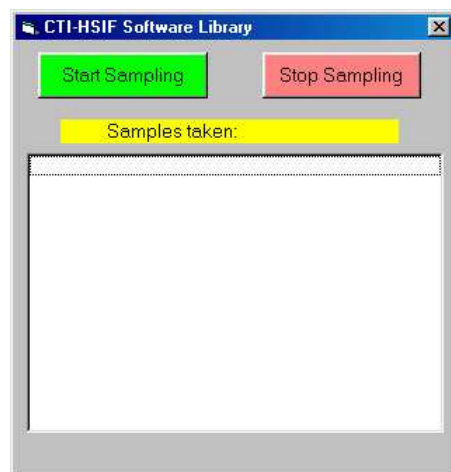 CTI-HSIF Software Library
Start Sampling
Stop Sampling
Samples taken: